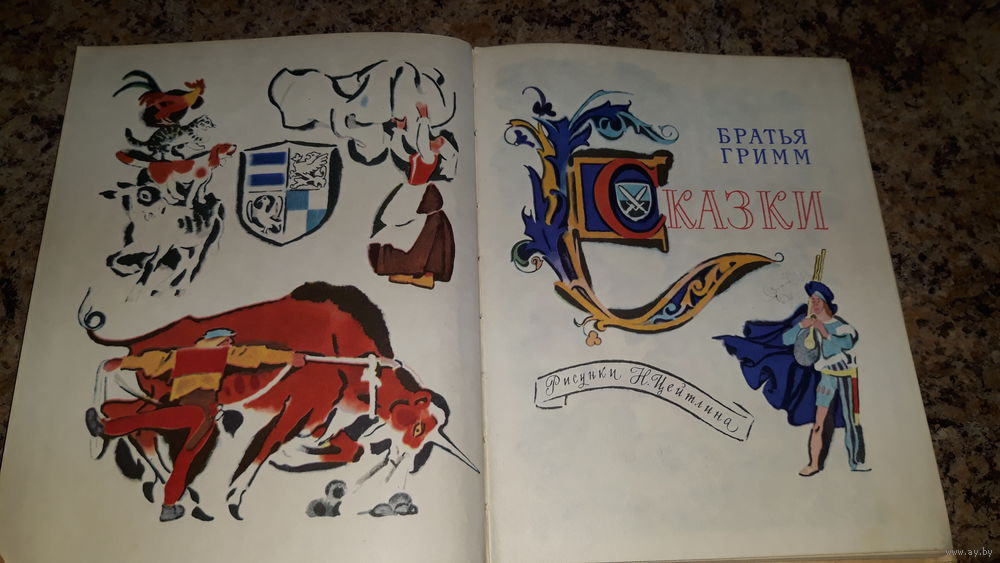 БРАТЬЯ
ГРИММ
СКАЗКИ
Рисунки Н. Цейтлина
www.ay.by